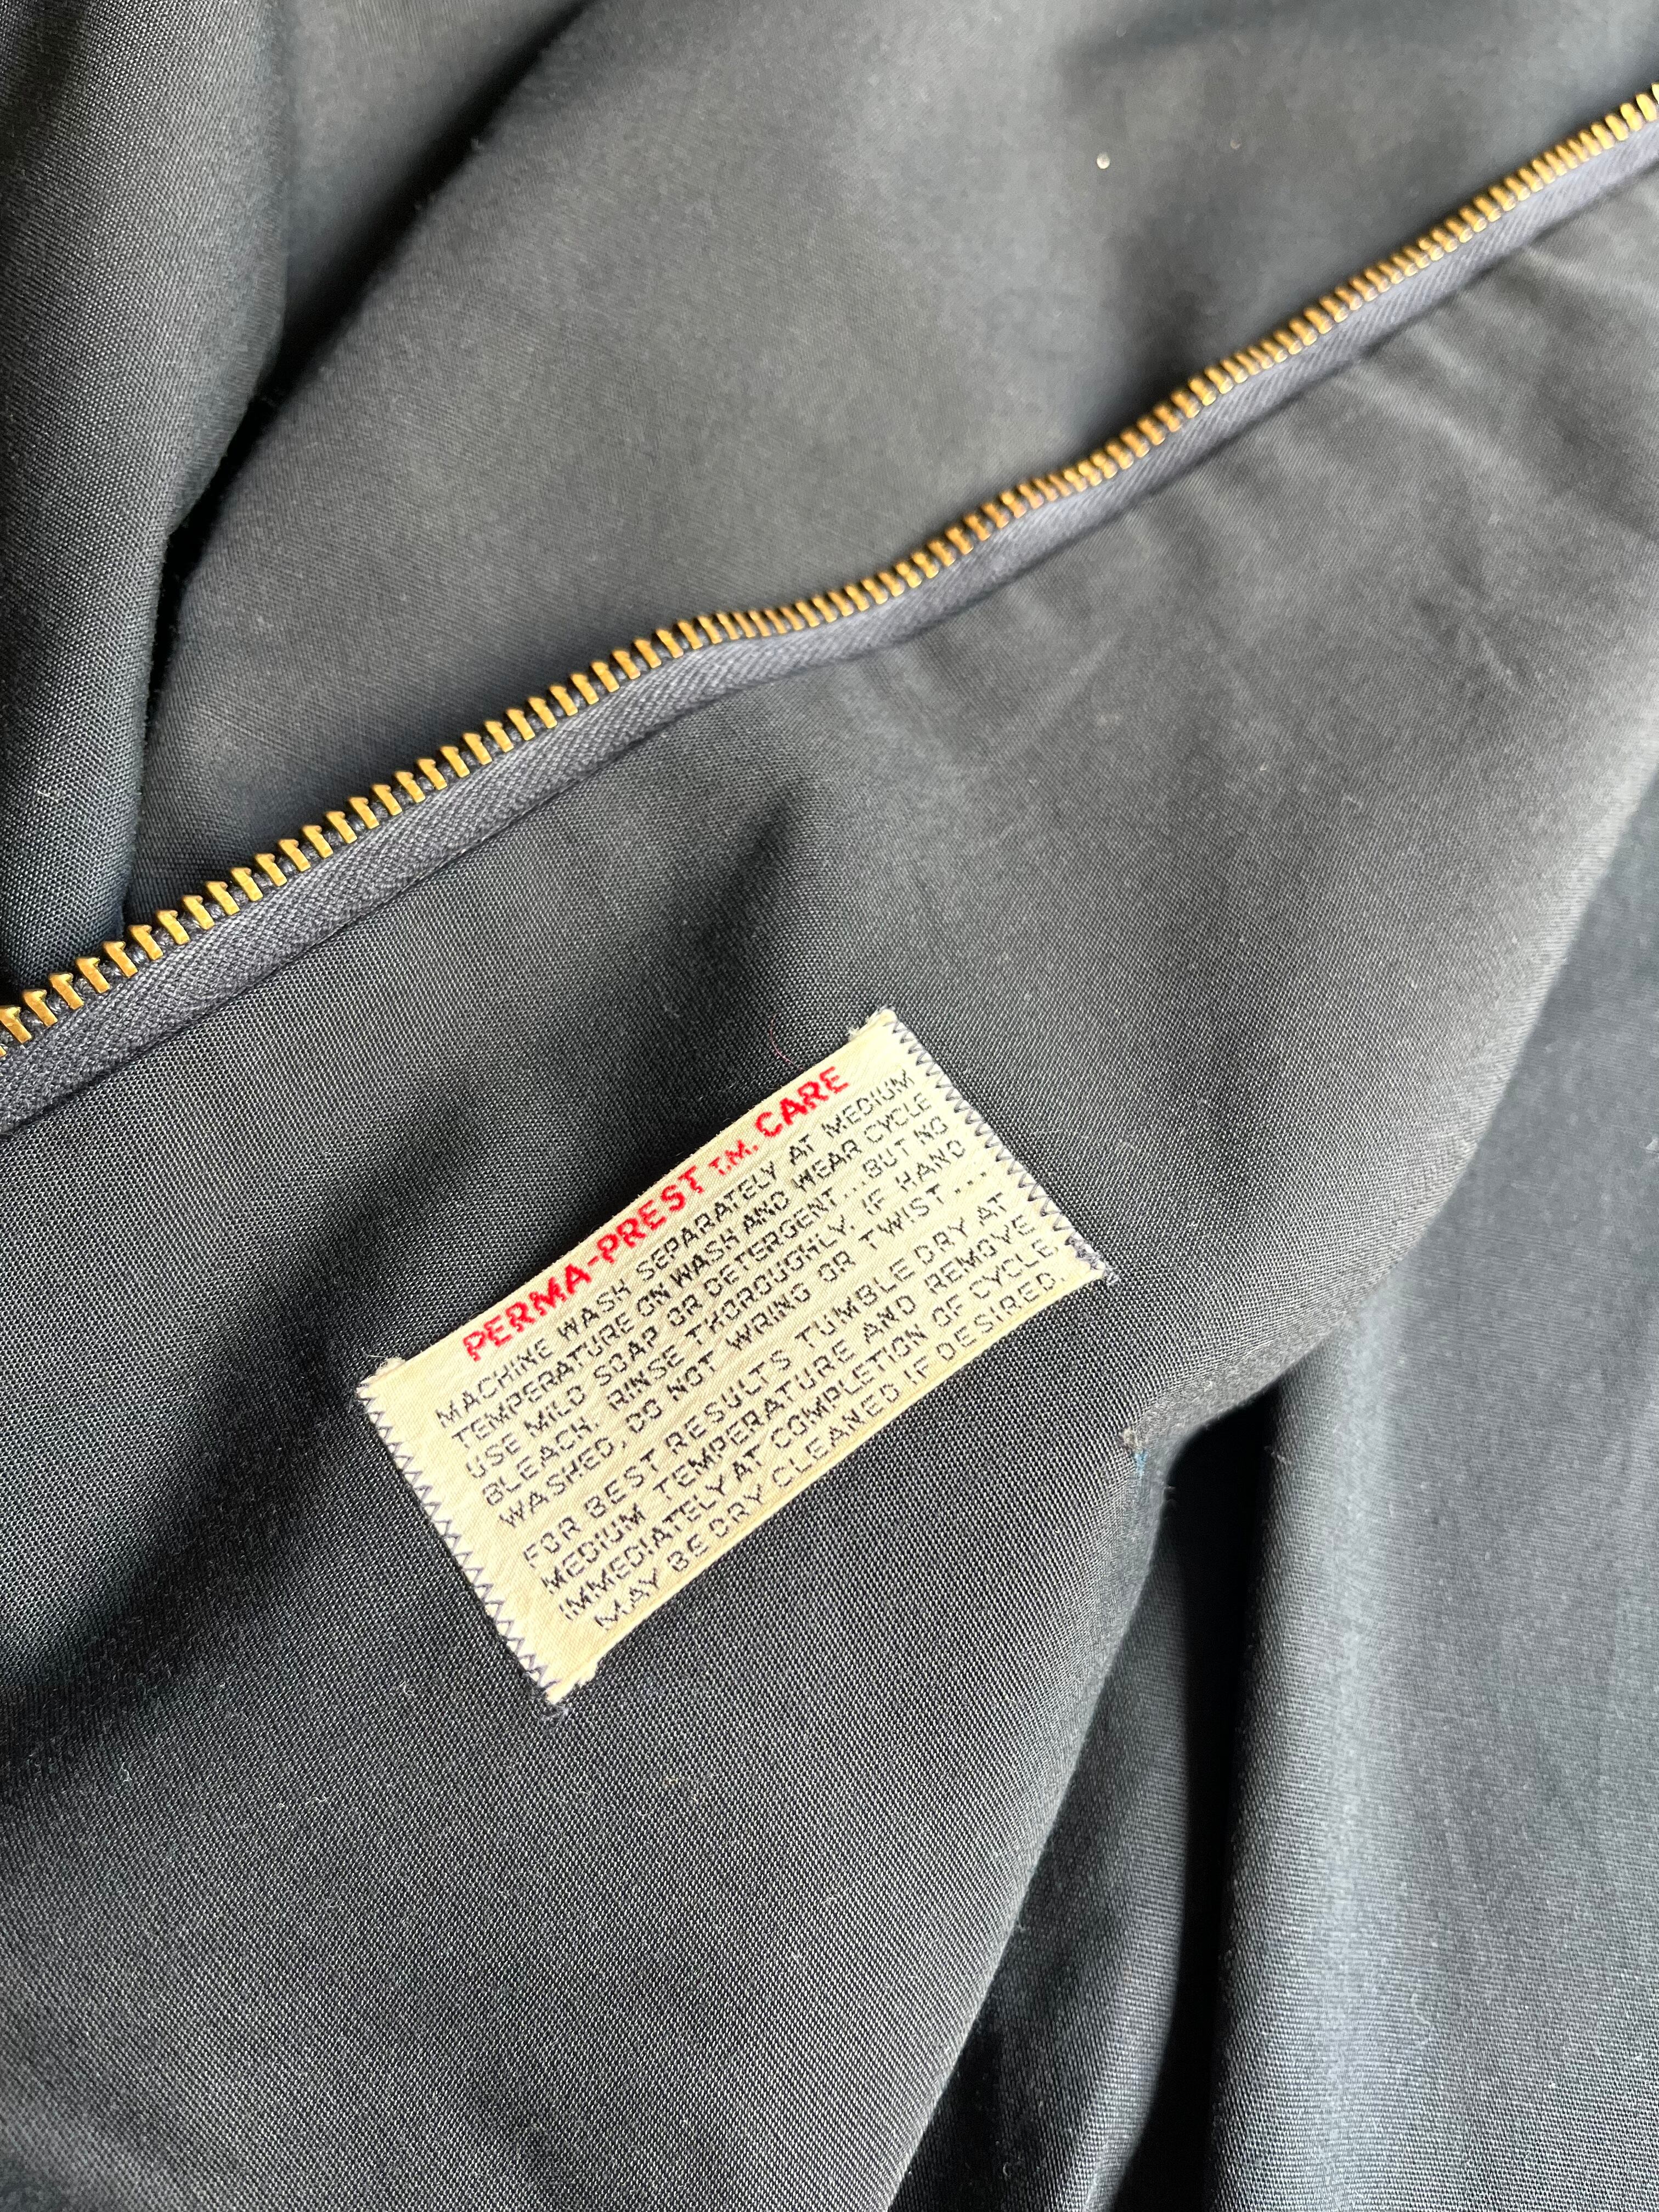 PERMA-PREST T.M. CARE
MACHINE WASH SEPARATELY AT MEDIUM
TEMPERATURE ON WASH AND WEAR CYCLE
USE MILD SOAP OR DETERGENT...BUT NO
BLEACH. RINSE THOROUGHLY. IF HAND
WASHED, DO NOT WRING OR TWIST ...
FOR BEST RESULTS TUMBLE DRY AT
MEDIUM TEMPERATURE AND REMOVE
IMMEDIATELY AT COMPLETION OF CYCLE.
MAY BE DRY CLEANED IF DESIRED.